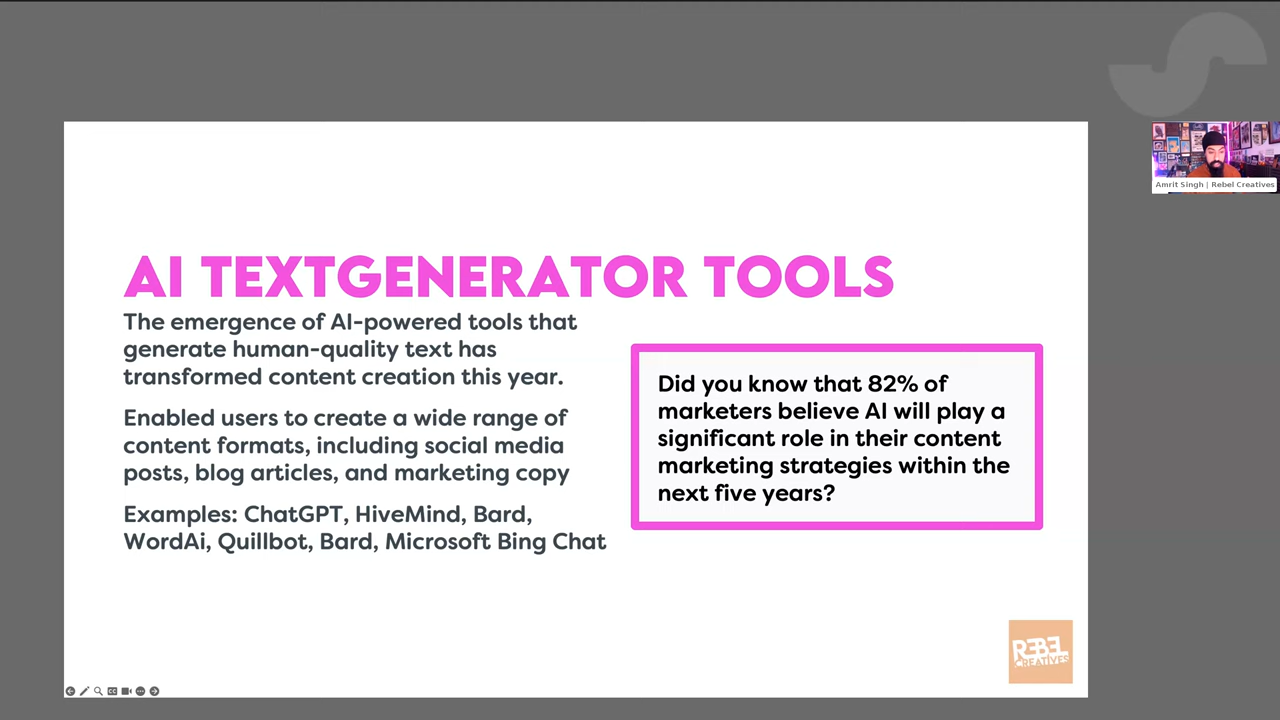 AI TEXTGENERATOR TOOLS
The emergence of AI-powered tools that
generate human-quality text has
transformed content creation this year.
Enabled users to create a wide range of
content formats, including social media
posts, blog articles, and marketing copy
Examples: ChatGPT, HiveMind, Bard,
WordAi, Quillbot, Bard, Microsoft Bing Chat
Did you know that 82% of
marketers believe AI will play a
significant role in their content
marketing strategies within the
next five years?
Amrit Singh | Rebel Creatives
REBEL
CREATIVES